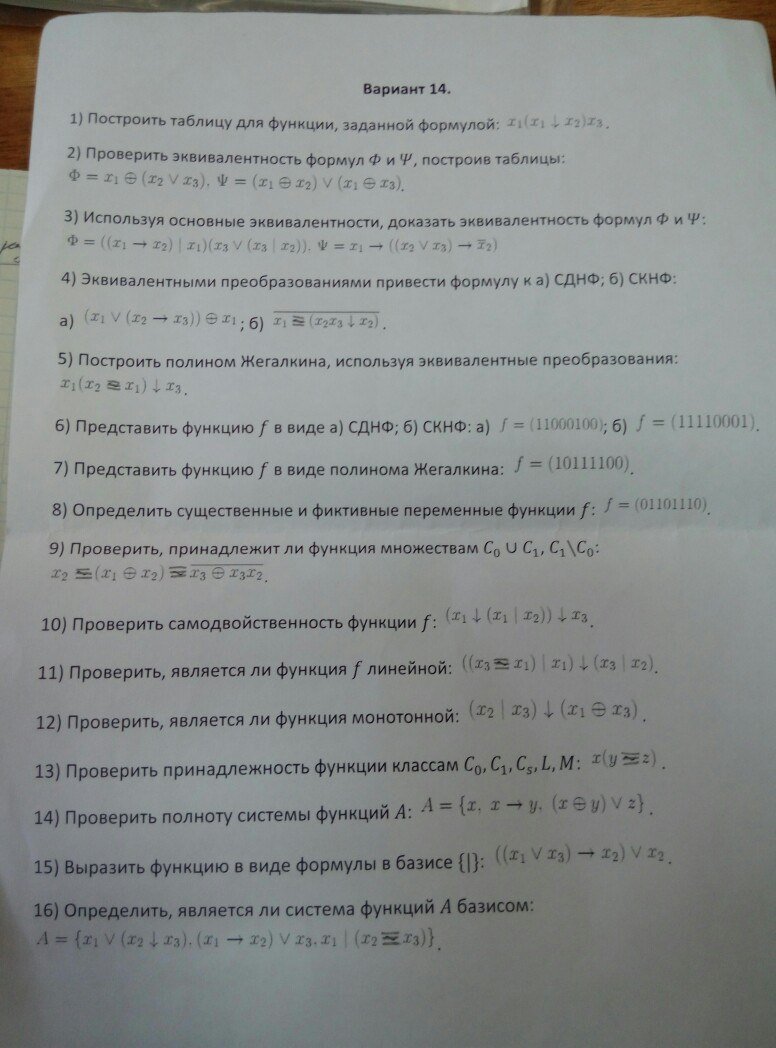 Вариант 14.
1) Построить таблицу для функции, заданной формулой: x₁(x₁ ↓ x₂)x₃.
2) Проверить эквивалентность формул Φ и Ψ, построив таблицы:
Φ = x₁ ⊕ (x₂ ∨ x₃), Ψ = (x₁ ⊕ x₂) ∨ (x₁ ⊕ x₃).
3) Используя основные эквивалентности, доказать эквивалентность формул Φ и Ψ:
Φ = ((x₁ → x₂) | x₁)(x₃ ∨ (x₃ | x₂)), Ψ = x₁ → ((x₂ ∨ x₃) → x̅₂)
4) Эквивалентными преобразованиями привести формулу к а) СДНФ; б) СКНФ:
а) (x₁ ∨ (x₂ → x₃)) ⊕ x₁; б) x₁ ≅ (x₂x₃ ↓ x₂).
5) Построить полином Жегалкина, используя эквивалентные преобразования:
x₁(x₂ ≅ x₁) ↓ x₃.
6) Представить функцию f в виде а) СДНФ; б) СКНФ: а) f = (11000100); б) f = (11110001).
7) Представить функцию f в виде полинома Жегалкина: f = (10111100).
8) Определить существенные и фиктивные переменные функции f: f = (01101110).
9) Проверить, принадлежит ли функция множествам C₀ ∪ C₁, C₁\C₀:
x₂ ≅ (x₁ ⊕ x₂) ≅ x₃ ⊕ x₃x₂.
10) Проверить самодвойственность функции f: (x₁ ↓ (x₁ | x₂)) ↓ x₃.
11) Проверить, является ли функция f линейной: ((x₃ ≅ x₁) | x₁) ↓ (x₃ | x₂).
12) Проверить, является ли функция монотонной: (x₂ | x₃) ↓ (x₁ ⊕ x₃).
13) Проверить принадлежность функции классам C₀, C₁, Cₛ, L, M: x(y ≅ z).
14) Проверить полноту системы функций A: A = {x, x → y, (x ⊕ y) ∨ z}.
15) Выразить функцию в виде формулы в базисе {|}: ((x₁ ∨ x₃) → x₂) ∨ x₂.
16) Определить, является ли система функций A базисом:
A = {x₁ ∨ (x₂ ↓ x₃), (x₁ → x₂) ∨ x₃, x₁ | (x₂ ≅ x₃)}.